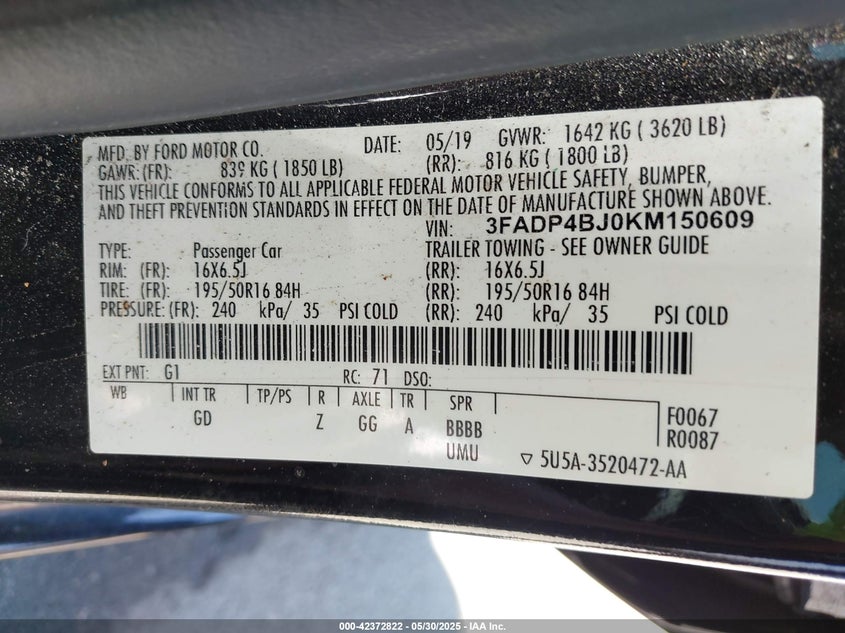 MFD. BY FORD MOTOR CO. DATE: 05/19 GVWR: 1642 KG ( 3620 LB)
GAWR: (FR): 839 KG ( 1850 LB) (RR): 816 KG ( 1800 LB)
THIS VEHICLE CONFORMS TO ALL APPLICABLE FEDERAL MOTOR VEHICLE SAFETY, BUMPER,
AND THEFT PREVENTION STANDARDS IN EFFECT ON THE DATE OF MANUFACTURE SHOWN ABOVE.
VIN: 3FADP4BJ0KM150609
TYPE: Passenger Car TRAILER TOWING - SEE OWNER GUIDE
RIM: (FR): 16X6.5J (RR): 16X6.5J
TIRE: (FR): 195/50R16 84H (RR): 195/50R16 84H
PRESSURE: (FR): 240 kPa/ 35 PSI COLD (RR): 240 kPa/ 35 PSI COLD
EXT PNT: G1 RC: 71 DSO:
WB INT TR TP/PS R AXLE TR SPR F0067
GD Z GG A BBBB R0087
UMU ▽ 5U5A-3520472-AA
000-42372822 - 05/30/2025 - IAA Inc.